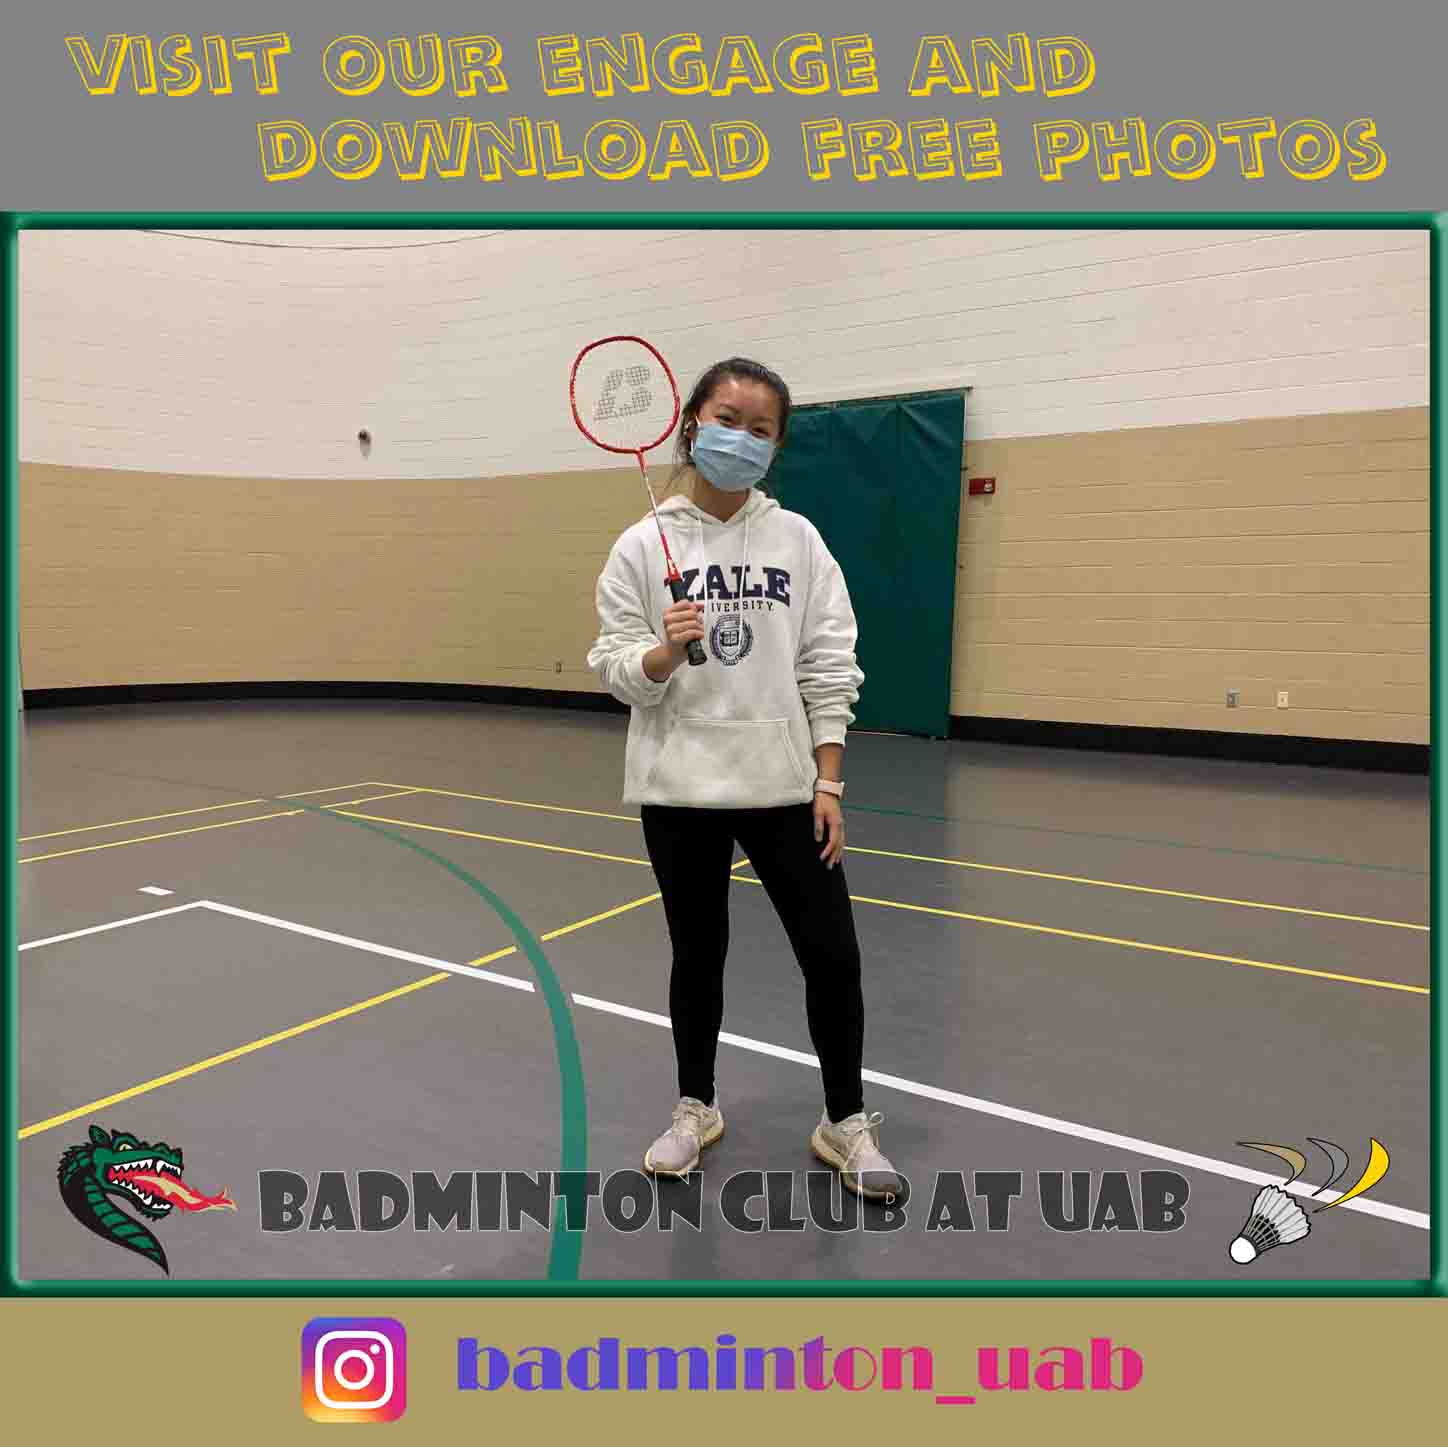 VISIT OUR ENGAGE AND
DOWNLOAD FREE PHOTOS
YALE
UNIVERSITY
BADMINTON CLUB AT UAB
badminton_uab